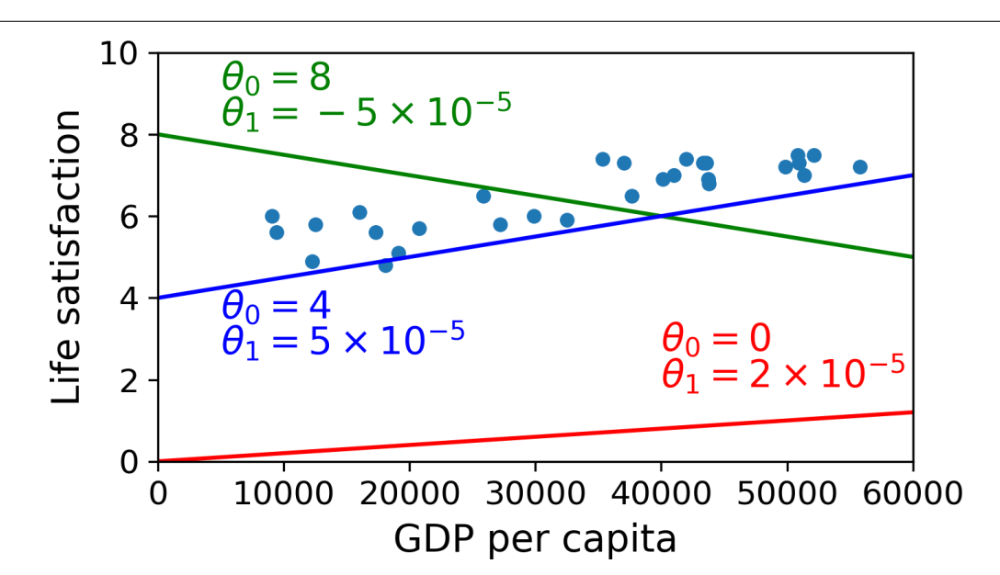 10
θ₀ = 8
θ₁ = − 5 × 10⁻⁵
8
6
4
θ₀ = 4
θ₁ = 5 × 10⁻⁵
θ₀ = 0
θ₁ = 2 × 10⁻⁵
2
0
Life satisfaction
0 10000 20000 30000 40000 50000 60000
GDP per capita